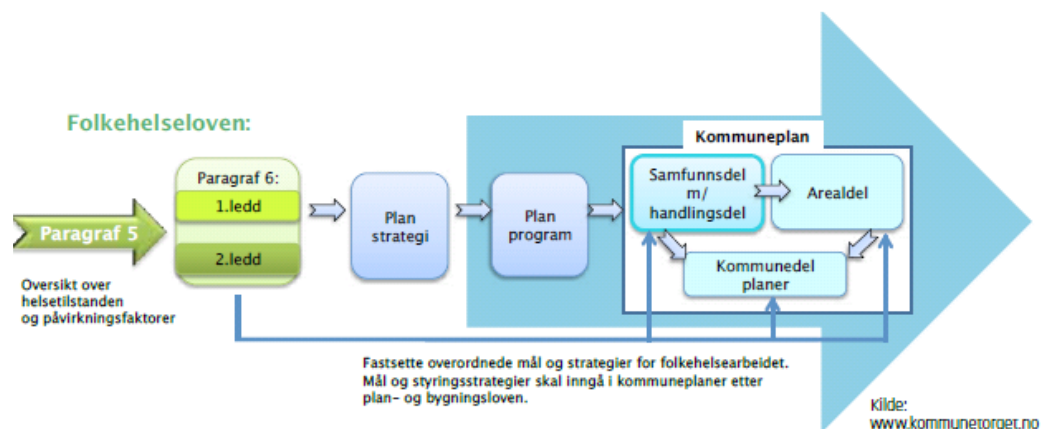 Folkehelseloven:
Paragraf 5
Oversikt over
helsetilstanden
og påvirkningsfaktorer
Paragraf 6:
1.ledd
2.ledd
Plan
strategi
Plan
program
Kommuneplan
Samfunnsdel
m/
handlingsdel
Arealdel
Kommunedel
planer
Fastsette overordnede mål og strategier for folkehelsearbeidet.
Mål og styringsstrategier skal inngå i kommuneplaner etter
plan- og bygningsloven.
Kilde:
www.kommunetorget.no